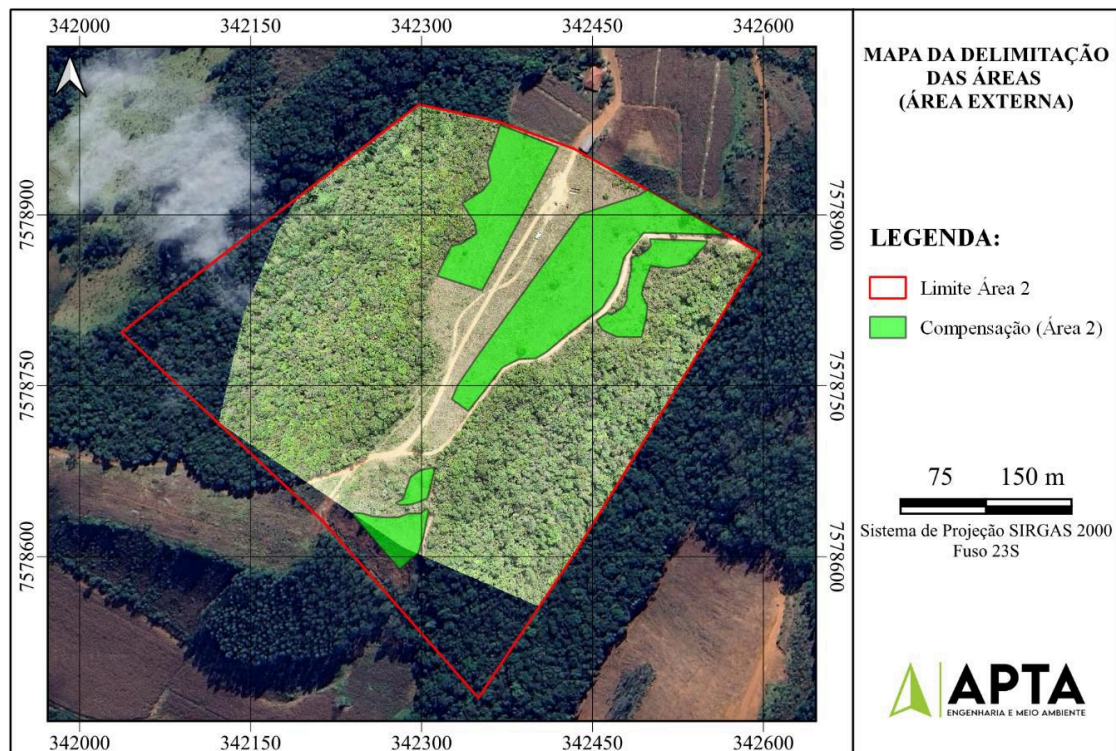 342000 342150 342300 342450 342600
7578900 7578900
7578750 7578750
7578600 7578600
342000 342150 342300 342450 342600
MAPA DA DELIMITAÇÃO
DAS ÁREAS
(ÁREA EXTERNA)
LEGENDA:
Limite Área 2
Compensação (Área 2)
75 150 m
Sistema de Projeção SIRGAS 2000
Fuso 23S
APTA
ENGENHARIA E MEIO AMBIENTE